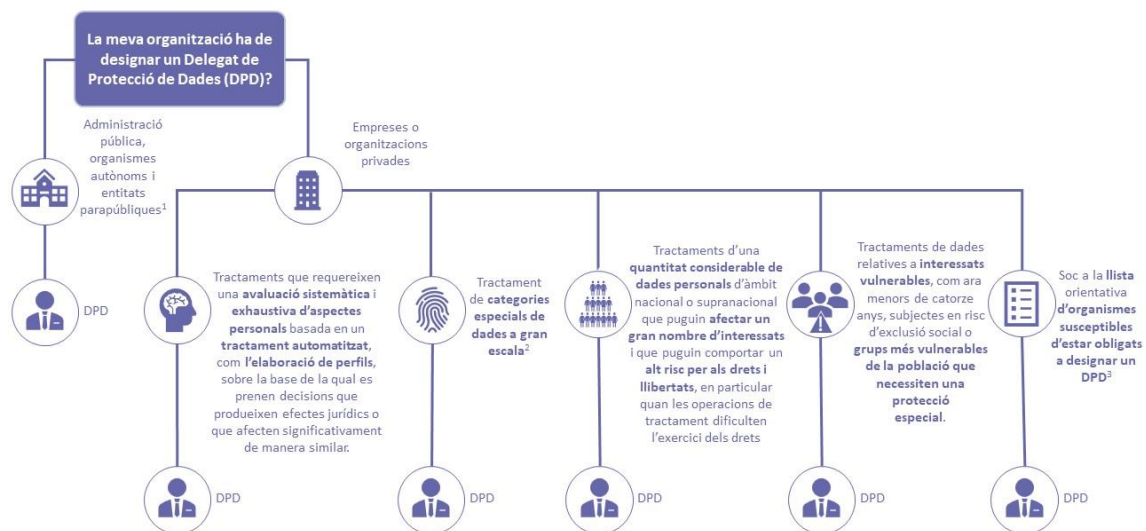 La meva organització ha de
designar un Delegat de
Protecció de Dades (DPD)?
Administració
pública,
organismes
autònoms i
entitats
parapúbliques¹
DPD
Empreses o
organitzacions
privades
Tractaments que requereixen
una avaluació sistemàtica i
exhaustiva d'aspectes
personals basada en un
tractament automatitzat,
com l'elaboració de perfils,
sobre la base de la qual es
prenen decisions que
produeixen efectes jurídics o
que afecten significativament
de manera similar.
DPD
Tractament
de categories
especials de
dades a gran
escala²
DPD
Tractaments d'una
quantitat considerable de
dades personals d'àmbit
nacional o supranacional
que puguin afectar un
gran nombre d'interessats
i que puguin comportar un
alt risc per als drets i
llibertats, en particular
quan les operacions de
tractament dificulten
l'exercici dels drets
DPD
Tractaments de dades
relatives a interessats
vulnerables, com ara
menors de catorze
anys, subjectes en risc
d'exclusió social o
grups més vulnerables
de la població que
necessiten una
protecció
especial.
DPD
Soc a la llista
orientativa
d'organismes
susceptibles
d'estar obligats
a designar un
DPD³
DPD